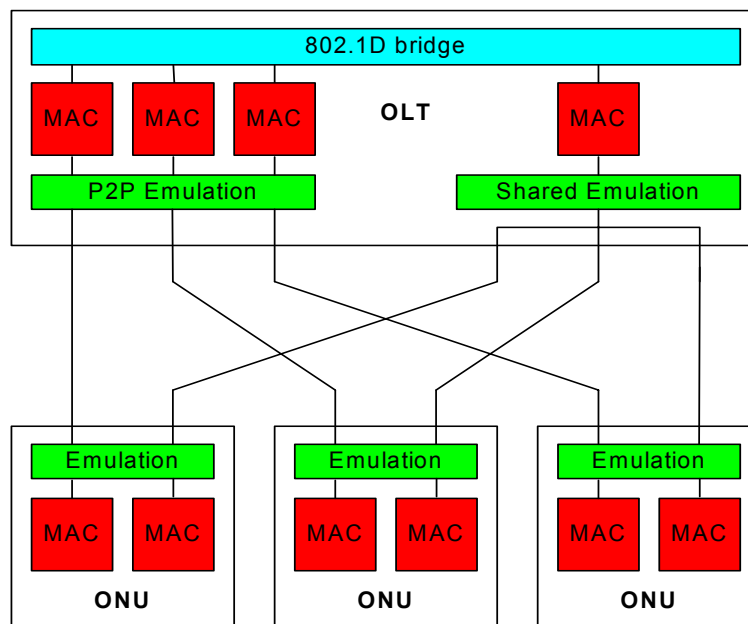 802.1D bridge
MAC MAC MAC OLT MAC
P2P Emulation Shared Emulation
Emulation Emulation Emulation
MAC MAC MAC MAC MAC MAC
ONU ONU ONU